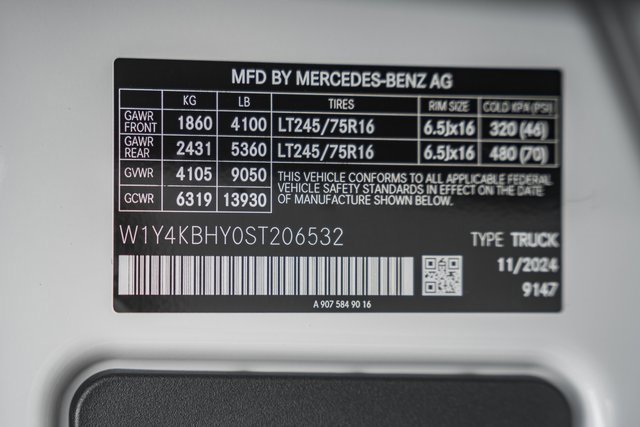 MFD BY MERCEDES-BENZ AG
KG LB TIRES RIM SIZE COLD KPA (PSI)
GAWR FRONT 1860 4100 LT245/75R16 6.5Jx16 320 (46)
GAWR REAR 2431 5360 LT245/75R16 6.5Jx16 480 (70)
GVWR 4105 9050
GCWR 6319 13930
THIS VEHICLE CONFORMS TO ALL APPLICABLE FEDERAL
VEHICLE SAFETY STANDARDS IN EFFECT ON THE DATE
OF MANUFACTURE SHOWN BEFORE.
W1Y4KBHY0ST206532 TYPE TRUCK
11/2024
9147
A 907 584 90 16